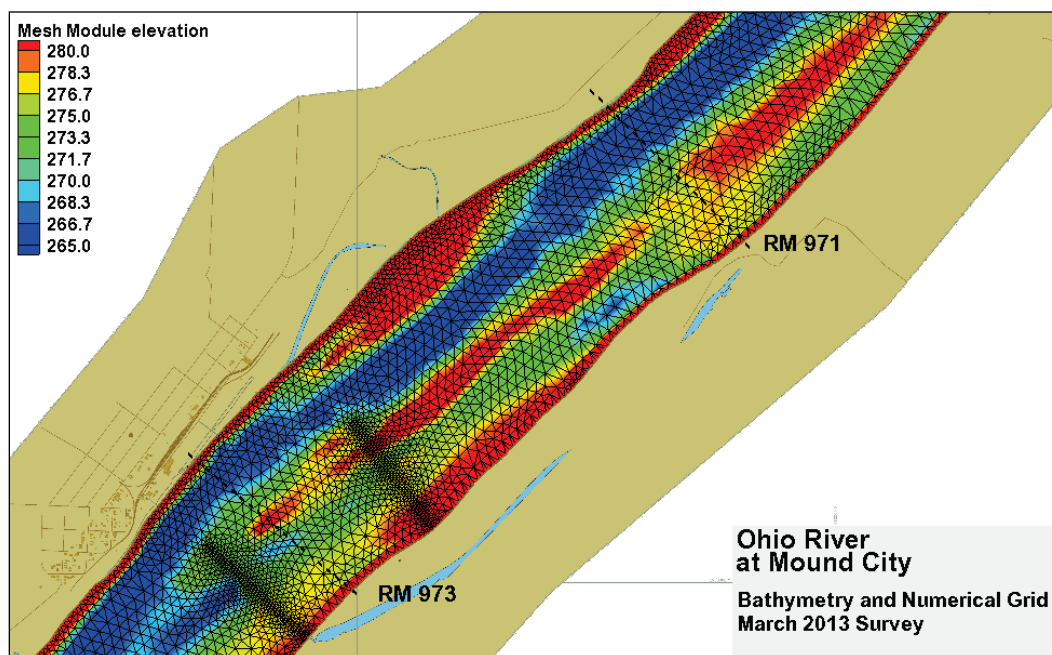 Mesh Module elevation
280.0
278.3
276.7
275.0
273.3
271.7
270.0
268.3
266.7
265.0
RM 971
RM 973
Ohio River
at Mound City
Bathymetry and Numerical Grid
March 2013 Survey